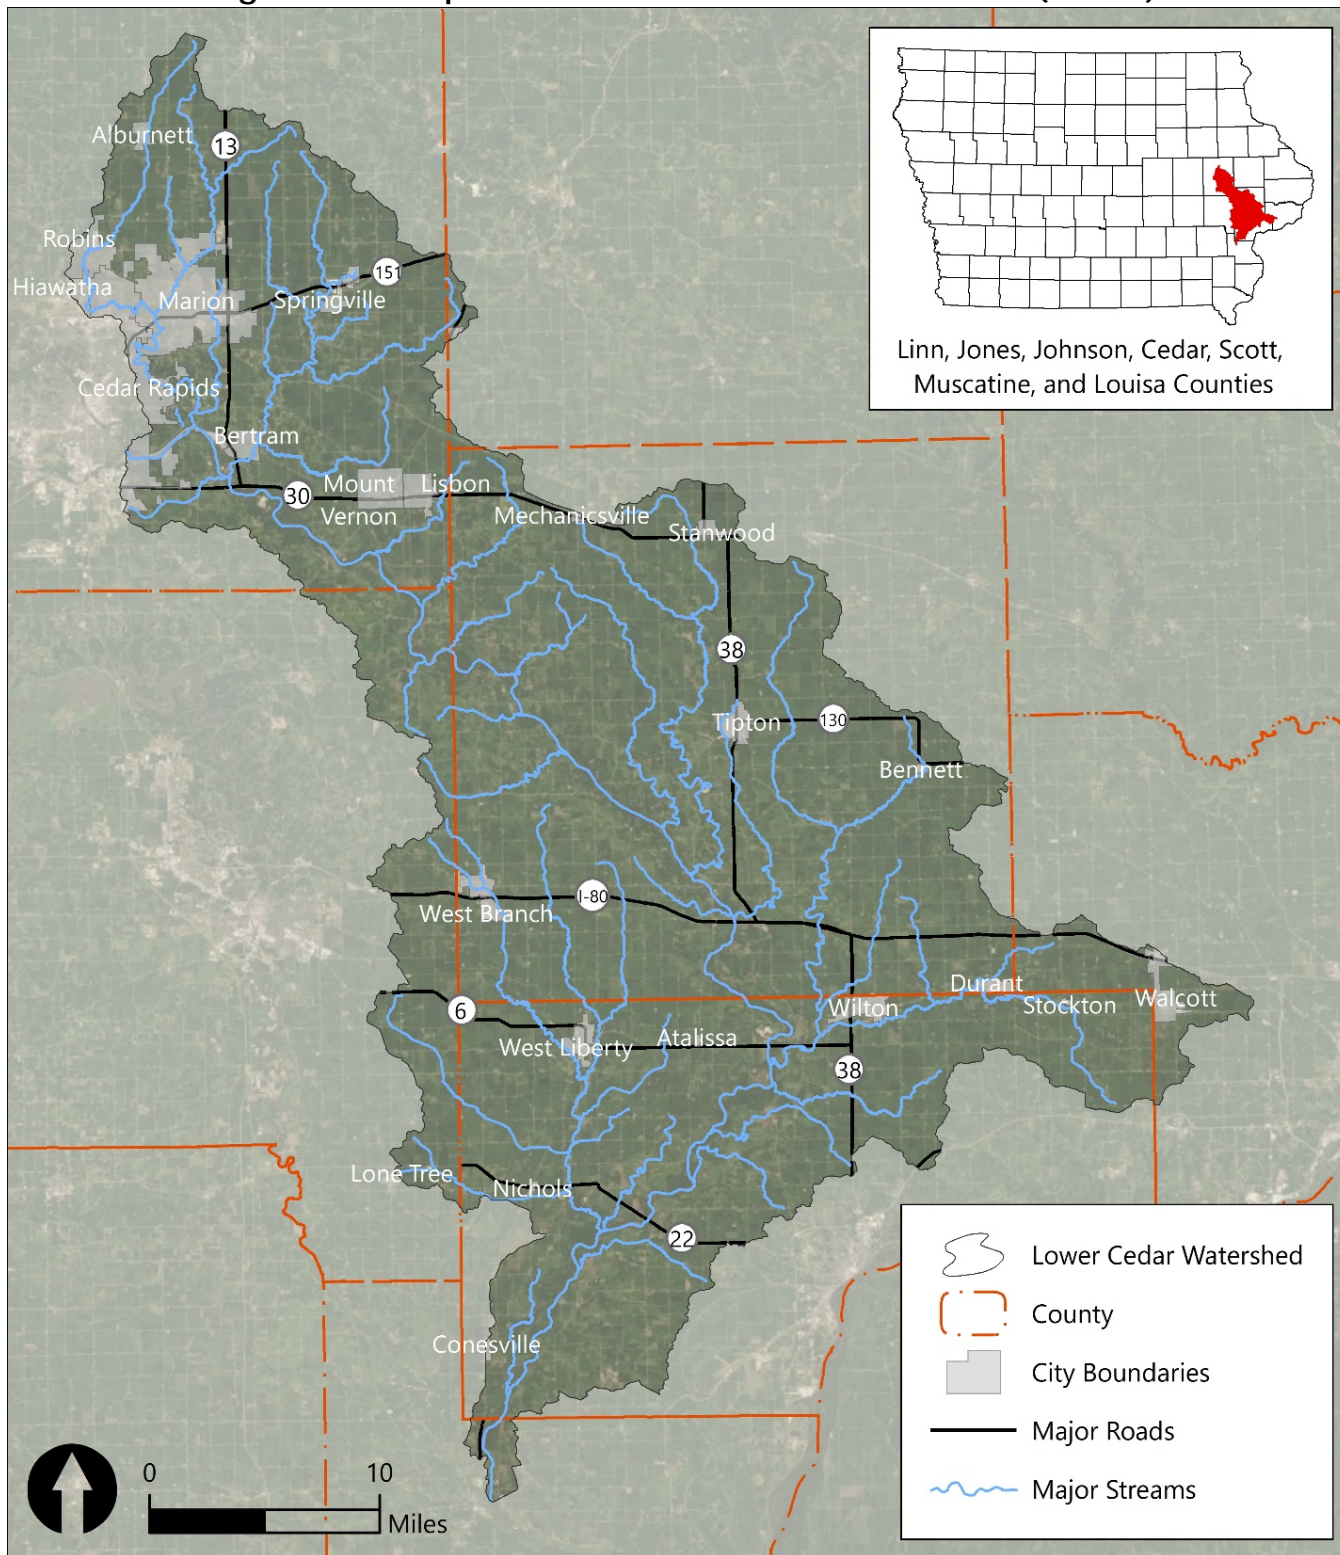 Linn, Jones, Johnson, Cedar, Scott,
Muscatine, and Louisa Counties
Alburnett
13
Robins
151
Hiawatha
Marion
Springville
Cedar Rapids
Bertram
30
Mount
Vernon
Lisbon
Mechanicsville
Stanwood
38
Tipton
130
Bennett
I-80
West Branch
Durant
Walcott
6
Wilton
Stockton
West Liberty
Atalissa
38
Lone Tree
Nichols
22
Conesville
Lower Cedar Watershed
County
City Boundaries
Major Roads
Major Streams
0
10
Miles